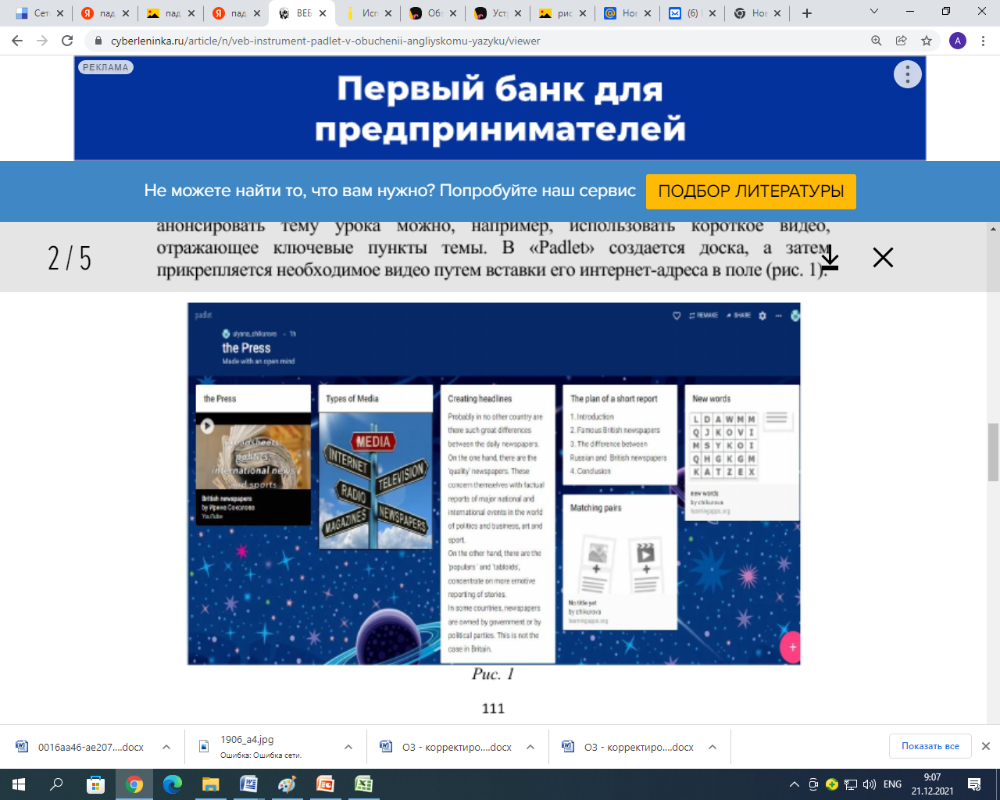 Сете
пад
пад
пад
ВЕБ
Исп
Обз
Уст
рис
Нов
(6)
Нов
cyberleninka.ru/article/n/veb-instrument-padlet-v-obuchenii-angliyskomu-yazyku/viewer
A
РЕКЛАМА
Первый банк для
предпринимателей
Не можете найти то, что вам нужно? Попробуйте наш сервис ПОДБОР ЛИТЕРАТУРЫ
анонсировать тему урока можно, например, использовать короткое видео,
отражающее ключевые пункты темы. В «Padlet» создается доска, а затем
прикрепляется необходимое видео путем вставки его интернет-адреса в поле (рис. 1).
2 / 5
padlet
REMAKE SHARE
ulyana_chikurova • 1h
the Press
Made with an open mind
the Press
broadsheets:
politics,
international news
and sports
British newspapers
by Ирина Соколова
YouTube
Types of Media
MEDIA
INTERNET
TELEVISION
RADIO
MAGAZINES
NEWSPAPERS
Creating headlines
Probably in no other country are
there such great differences
between the daily newspapers.
On the one hand, there are the
'quality' newspapers. These
concern themselves with factual
reports of major national and
international events in the world
of politics and business, art and
sport.
On the other hand, there are the
'populars' and 'tabloids',
concentrate on more emotive
reporting of stories.
In some countries, newspapers
are owned by government or by
political parties. This is not the
case in Britain.
The plan of a short report
1. Introduction
2. Famous British newspapers
3. The difference between
Russian and British newspapers
4. Conclusion
Matching pairs
No title yet
by chikurova
learningapps.org
New words
L D A W M M
Q J K O V I
M S Y K O I
Q H G K G M
K A T Z E X
new words
by chikurova
learningapps.org
Рис. 1
111
0016aa46-ae207....docx
1906_a4.jpg
Ошибка: Ошибка сети.
ОЗ - корректиро....docx
ОЗ - корректиро....docx
Показать все
ENG
9:07
21.12.2021